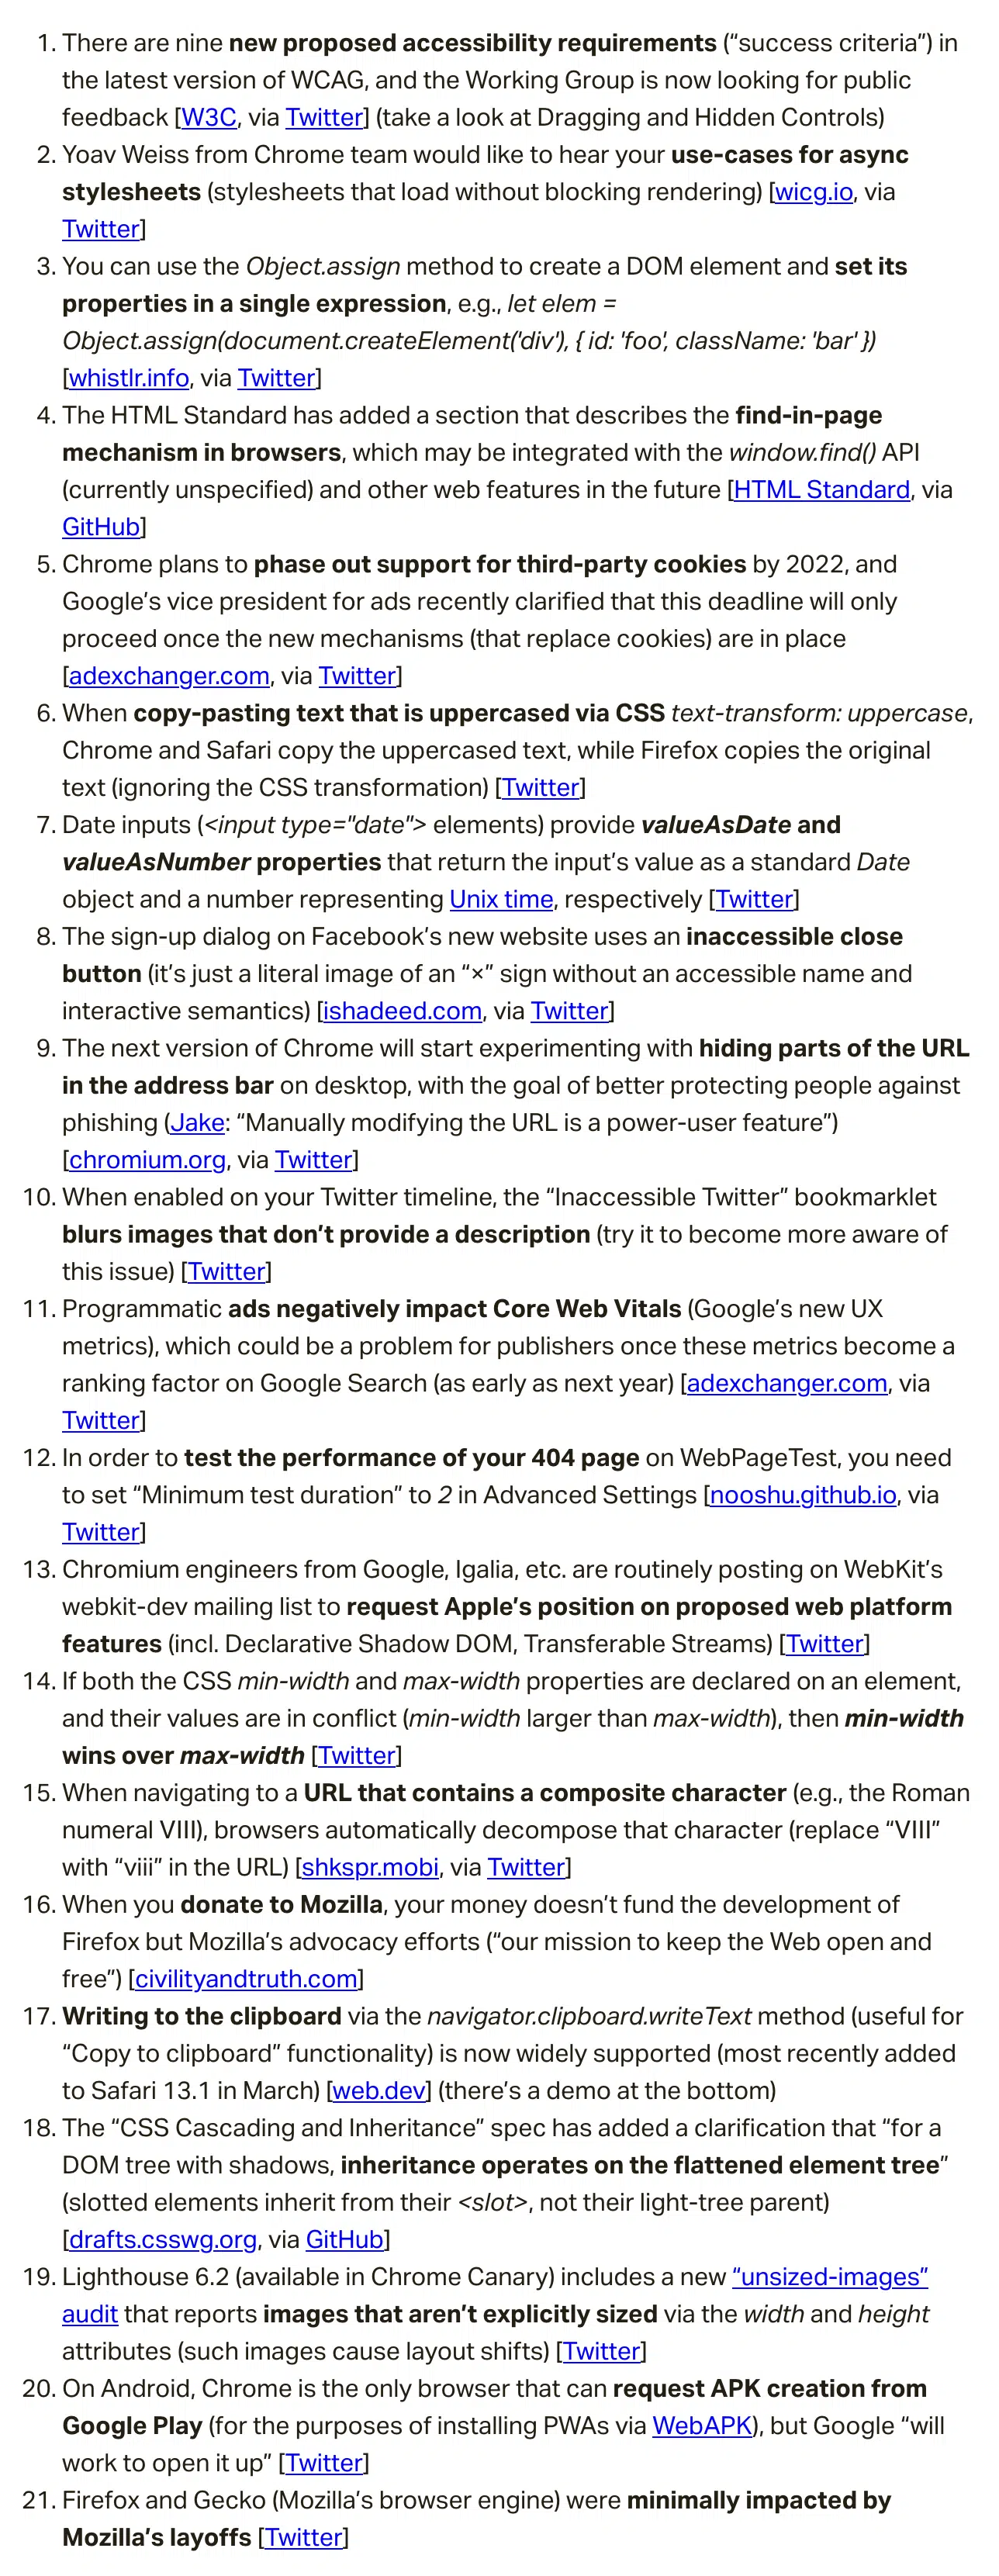 1. There are nine new proposed accessibility requirements (“success criteria”) in
the latest version of WCAG, and the Working Group is now looking for public
feedback [W3C, via Twitter] (take a look at Dragging and Hidden Controls)
2. Yoav Weiss from Chrome team would like to hear your use-cases for async
stylesheets (stylesheets that load without blocking rendering) [wicg.io, via
Twitter]
3. You can use the Object.assign method to create a DOM element and set its
properties in a single expression, e.g., let elem =
Object.assign(document.createElement('div'), { id: 'foo', className: 'bar' })
[whistlr.info, via Twitter]
4. The HTML Standard has added a section that describes the find-in-page
mechanism in browsers, which may be integrated with the window.find() API
(currently unspecified) and other web features in the future [HTML Standard, via
GitHub]
5. Chrome plans to phase out support for third-party cookies by 2022, and
Google’s vice president for ads recently clarified that this deadline will only
proceed once the new mechanisms (that replace cookies) are in place
[adexchanger.com, via Twitter]
6. When copy-pasting text that is uppercased via CSS text-transform: uppercase,
Chrome and Safari copy the uppercased text, while Firefox copies the original
text (ignoring the CSS transformation) [Twitter]
7. Date inputs (<input type="date"> elements) provide valueAsDate and
valueAsNumber properties that return the input’s value as a standard Date
object and a number representing Unix time, respectively [Twitter]
8. The sign-up dialog on Facebook’s new website uses an inaccessible close
button (it’s just a literal image of an “×” sign without an accessible name and
interactive semantics) [ishadeed.com, via Twitter]
9. The next version of Chrome will start experimenting with hiding parts of the URL
in the address bar on desktop, with the goal of better protecting people against
phishing (Jake: “Manually modifying the URL is a power-user feature”)
[chromium.org, via Twitter]
10. When enabled on your Twitter timeline, the “Inaccessible Twitter” bookmarklet
blurs images that don’t provide a description (try it to become more aware of
this issue) [Twitter]
11. Programmatic ads negatively impact Core Web Vitals (Google’s new UX
metrics), which could be a problem for publishers once these metrics become a
ranking factor on Google Search (as early as next year) [adexchanger.com, via
Twitter]
12. In order to test the performance of your 404 page on WebPageTest, you need
to set “Minimum test duration” to 2 in Advanced Settings [nooshu.github.io, via
Twitter]
13. Chromium engineers from Google, Igalia, etc. are routinely posting on WebKit’s
webkit-dev mailing list to request Apple’s position on proposed web platform
features (incl. Declarative Shadow DOM, Transferable Streams) [Twitter]
14. If both the CSS min-width and max-width properties are declared on an element,
and their values are in conflict (min-width larger than max-width), then min-width
wins over max-width [Twitter]
15. When navigating to a URL that contains a composite character (e.g., the Roman
numeral Ⅷ), browsers automatically decompose that character (replace “Ⅷ”
with “viii” in the URL) [shkspr.mobi, via Twitter]
16. When you donate to Mozilla, your money doesn’t fund the development of
Firefox but Mozilla’s advocacy efforts (“our mission to keep the Web open and
free”) [civilityandtruth.com]
17. Writing to the clipboard via the navigator.clipboard.writeText method (useful for
“Copy to clipboard” functionality) is now widely supported (most recently added
to Safari 13.1 in March) [web.dev] (there’s a demo at the bottom)
18. The “CSS Cascading and Inheritance” spec has added a clarification that “for a
DOM tree with shadows, inheritance operates on the flattened element tree”
(slotted elements inherit from their <slot>, not their light-tree parent)
[drafts.csswg.org, via GitHub]
19. Lighthouse 6.2 (available in Chrome Canary) includes a new “unsized-images”
audit that reports images that aren’t explicitly sized via the width and height
attributes (such images cause layout shifts) [Twitter]
20. On Android, Chrome is the only browser that can request APK creation from
Google Play (for the purposes of installing PWAs via WebAPK), but Google “will
work to open it up” [Twitter]
21. Firefox and Gecko (Mozilla’s browser engine) were minimally impacted by
Mozilla’s layoffs [Twitter]